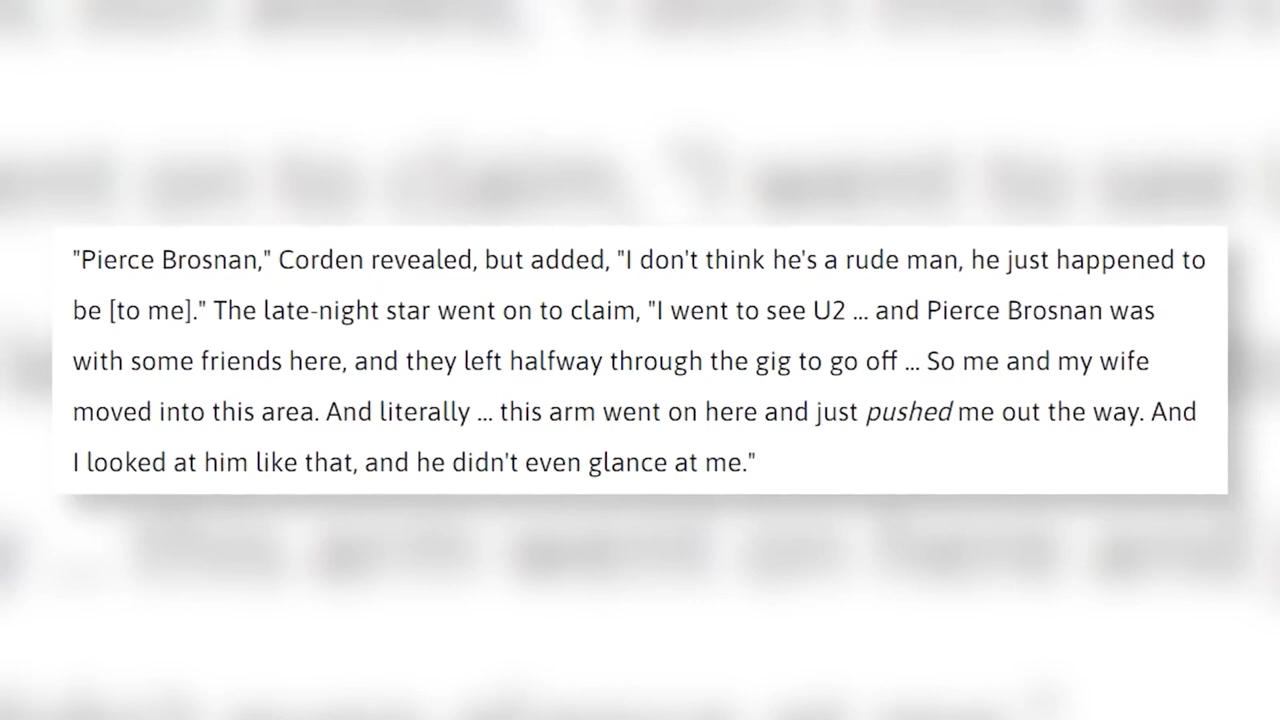 "Pierce Brosnan," Corden revealed, but added, "I don't think he's a rude man, he just happened to
be [to me]." The late-night star went on to claim, "I went to see U2 ... and Pierce Brosnan was
with some friends here, and they left halfway through the gig to go off ... So me and my wife
moved into this area. And literally ... this arm went on here and just pushed me out the way. And
I looked at him like that, and he didn't even glance at me."